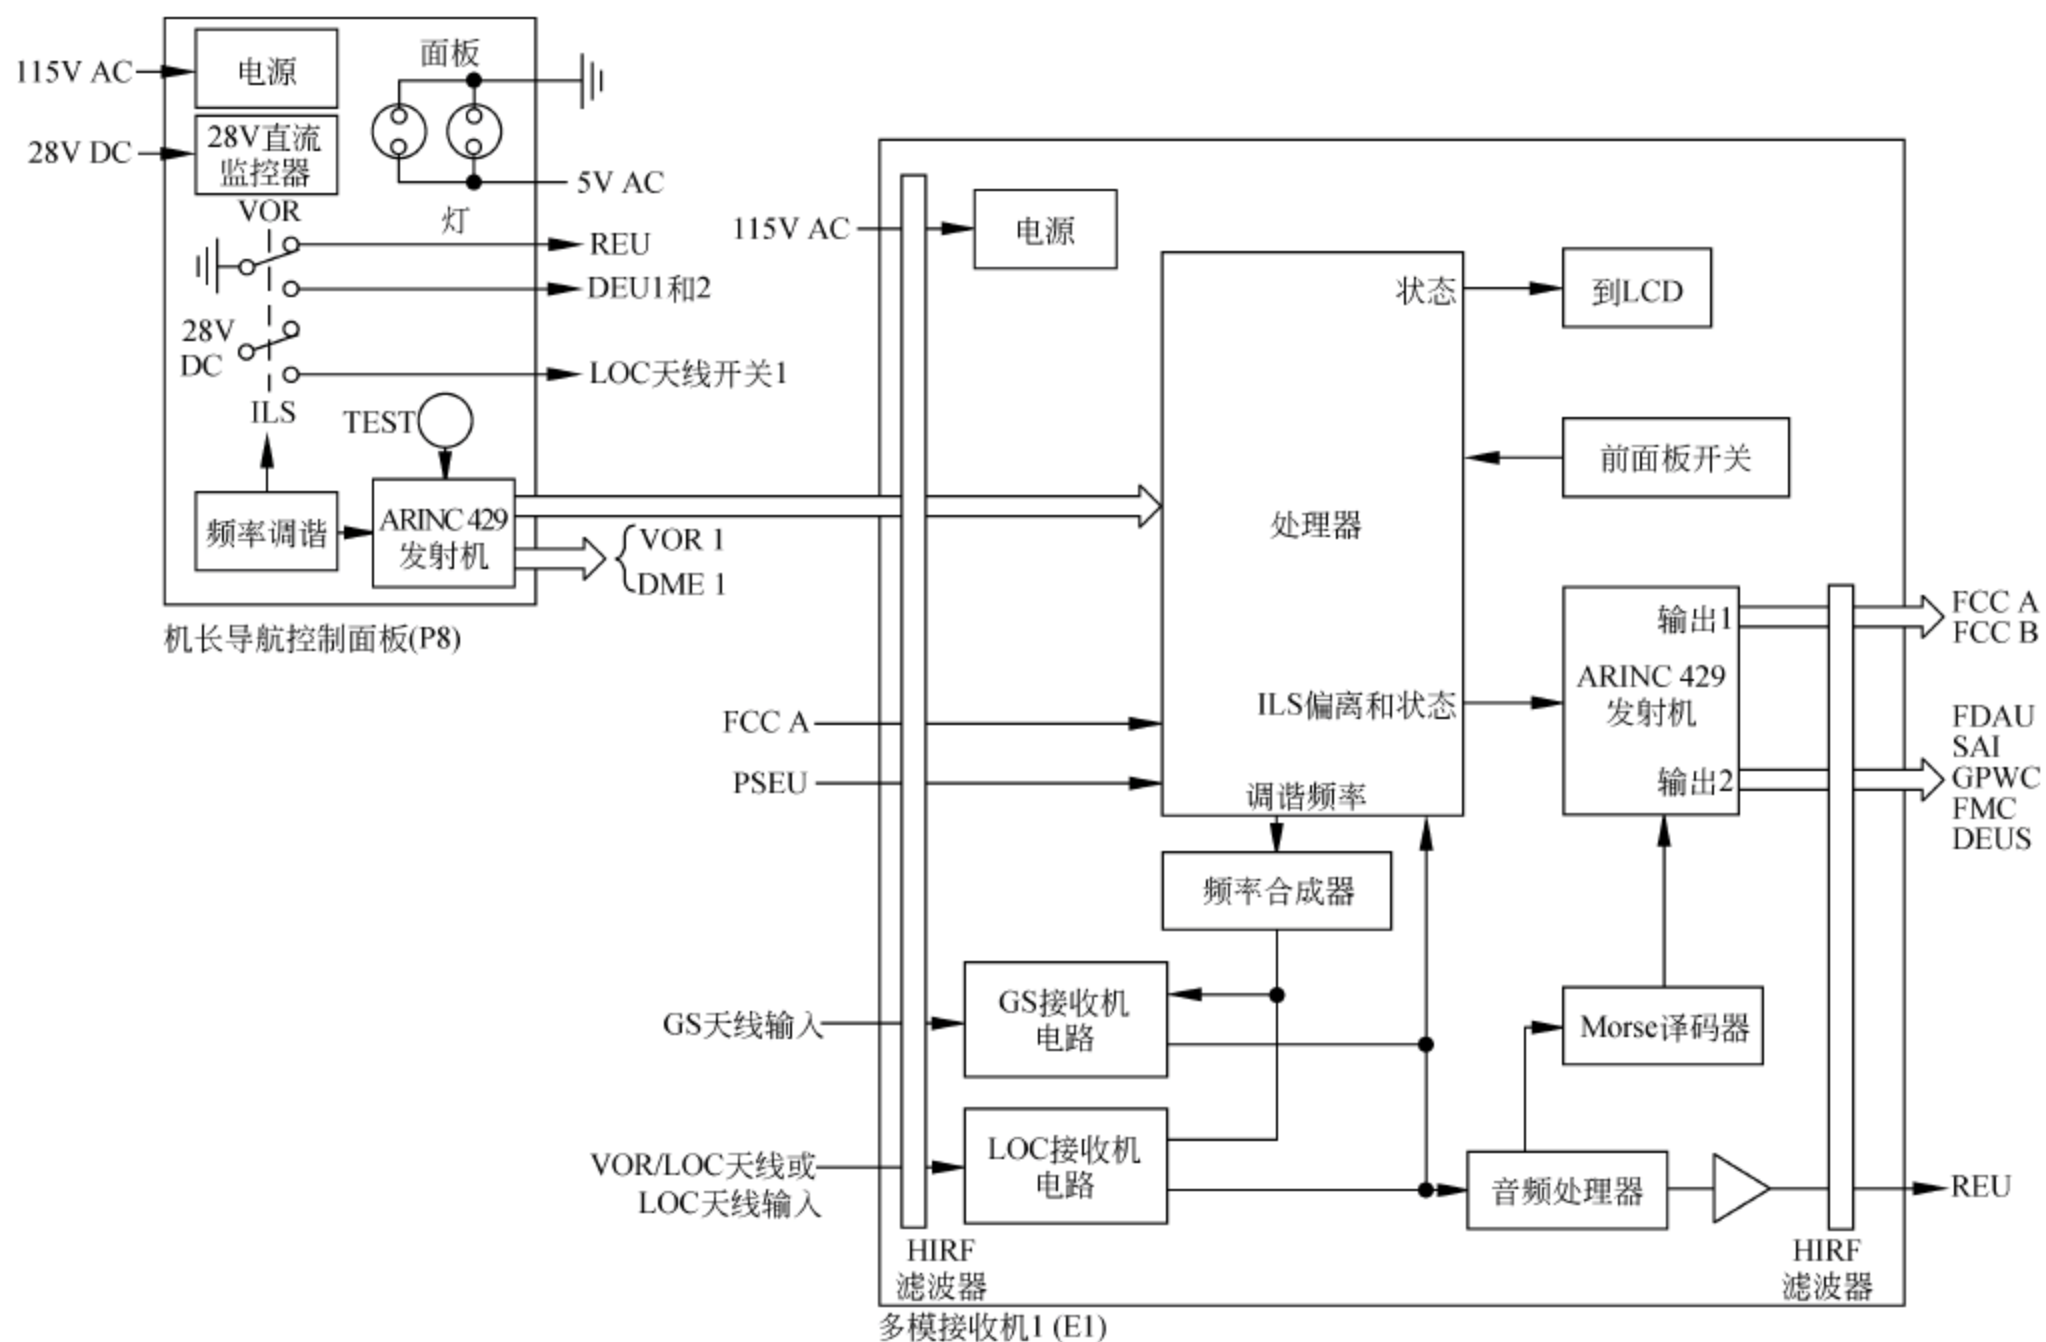 115V AC
电源
面板
28V DC
28V直流
监控器
5V AC
灯
VOR
REU
DEU1和2
28V
DC
LOC天线开关1
ILS
TEST
频率调谐
ARINC 429
发射机
VOR 1
DME 1
机长导航控制面板(P8)
115V AC
电源
状态
到LCD
前面板开关
处理器
ILS偏离和状态
调谐频率
FCC A
PSEU
频率合成器
输出1
ARINC 429
发射机
输出2
FCC A
FCC B
FDAU
SAI
GPWC
FMC
DEUS
GS天线输入
GS接收机
电路
Morse译码器
VOR/LOC天线或
LOC天线输入
LOC接收机
电路
音频处理器
REU
HIRF
滤波器
HIRF
滤波器
多模接收机1 (E1)